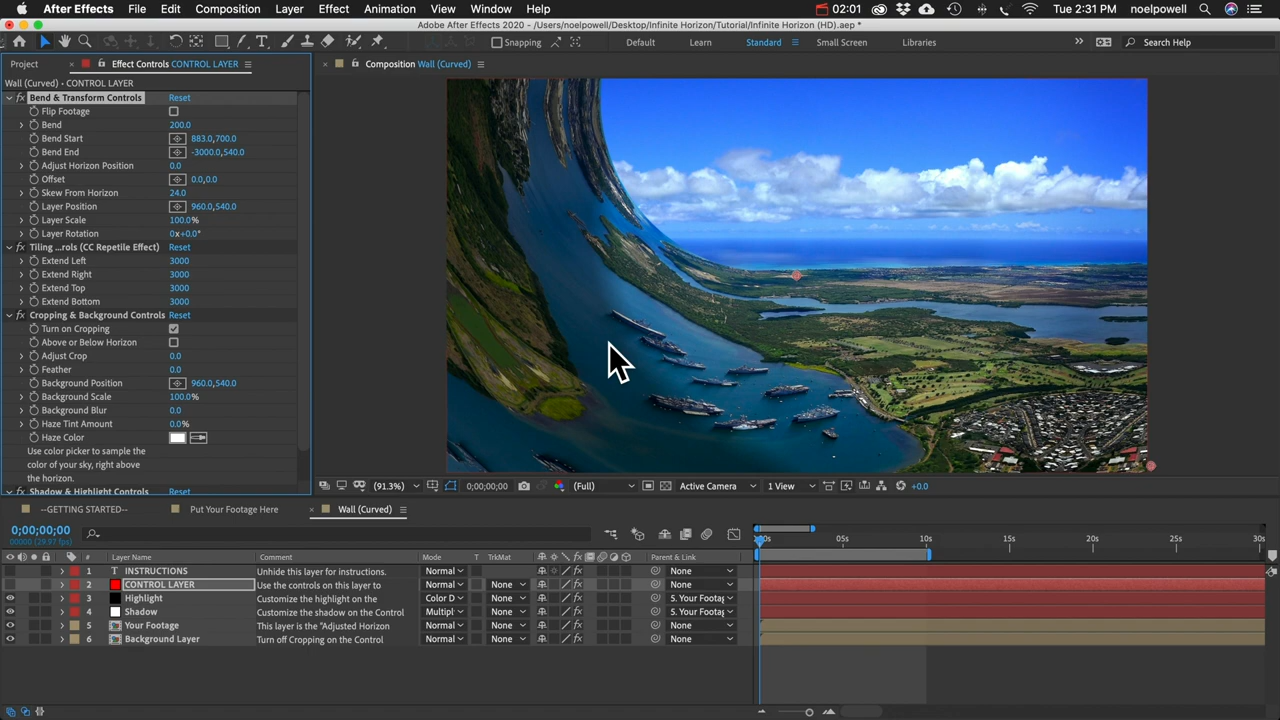 After Effects File Edit Composition Layer Effect Animation View Window Help 02:01 Tue 2:31 PM noelpowell
Adobe After Effects 2020 - /Users/noelpowell/Desktop/Infinite Horizon/Tutorial/Infinite Horizon (HD).aep *
Snapping Default Learn Standard Small Screen Libraries Search Help
Project Effect Controls CONTROL LAYER
Composition Wall (Curved)
Wall (Curved) • CONTROL LAYER
Bend & Transform Controls Reset
Flip Footage
Bend 200.0
Bend Start 883.0,700.0
Bend End -3000.0,540.0
Adjust Horizon Position 0.0
Offset 0.0,0.0
Skew From Horizon 24.0
Layer Position 960.0,540.0
Layer Scale 100.0%
Layer Rotation 0x+0.0°
Tiling ...rols (CC Repetile Effect) Reset
Extend Left 3000
Extend Right 3000
Extend Top 3000
Extend Bottom 3000
Cropping & Background Controls Reset
Turn on Cropping
Above or Below Horizon
Adjust Crop 0.0
Feather 0.0
Background Position 960.0,540.0
Background Scale 100.0%
Background Blur 0.0
Haze Tint Amount 0.0%
Haze Color
Use color picker to sample the
color of your sky, right above
the horizon.
Shadow & Highlight Controls Reset
(91.3%) 0;00;00;00 (Full) Active Camera 1 View +0.0
--GETTING STARTED-- Put Your Footage Here Wall (Curved)
0;00;00;00
00000 (29.97 fps)
:00s 05s 10s 15s 20s 25s 30s
# Layer Name Comment Mode T TrkMat Parent & Link
1 T INSTRUCTIONS Unhide this layer for instructions. Normal None
2 CONTROL LAYER Use the controls on this layer to Normal None None
3 Highlight Customize the highlight on the Color D None 5. Your Footag
4 Shadow Customize the shadow on the Control Multipl None 5. Your Footag
5 Your Footage This layer is the "Adjusted Horizon Normal None None
6 Background Layer Turn off Cropping on the Control Normal None None